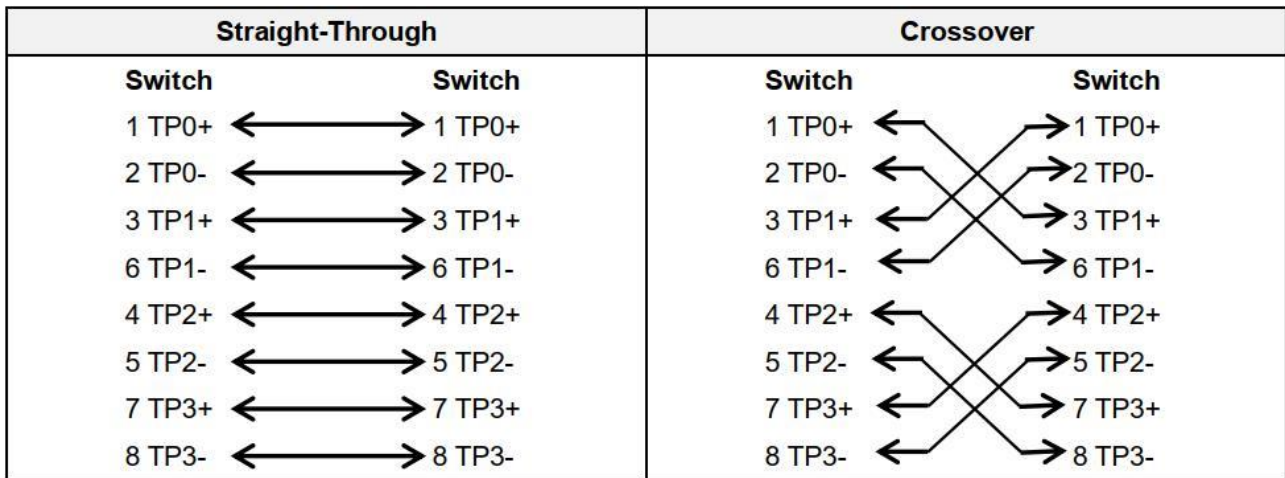 Straight-Through Crossover
Switch Switch Switch Switch
1 TP0+ 1 TP0+ 1 TP0+ 1 TP0+
2 TP0- 2 TP0- 2 TP0- 2 TP0-
3 TP1+ 3 TP1+ 3 TP1+ 3 TP1+
6 TP1- 6 TP1- 6 TP1- 6 TP1-
4 TP2+ 4 TP2+ 4 TP2+ 4 TP2+
5 TP2- 5 TP2- 5 TP2- 5 TP2-
7 TP3+ 7 TP3+ 7 TP3+ 7 TP3+
8 TP3- 8 TP3- 8 TP3- 8 TP3-